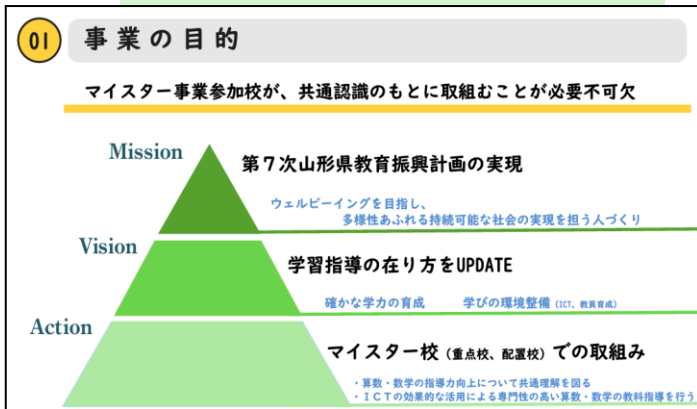 01 事業の目的
マイスター事業参加校が、共通認識のもとに取組むことが必要不可欠
Mission
第7次山形県教育振興計画の実現
ウェルビーイングを目指し、
多様性あふれる持続可能な社会の実現を担う人づくり
Vision
学習指導の在り方をUPDATE
確かな学力の育成 学びの環境整備(ICT、教員育成)
Action
マイスター校(重点校、配置校)での取組み
・算数・数学の指導力向上について共通理解を図る
・ICTの効果的な活用による専門性の高い算数・数学の教科指導を行う